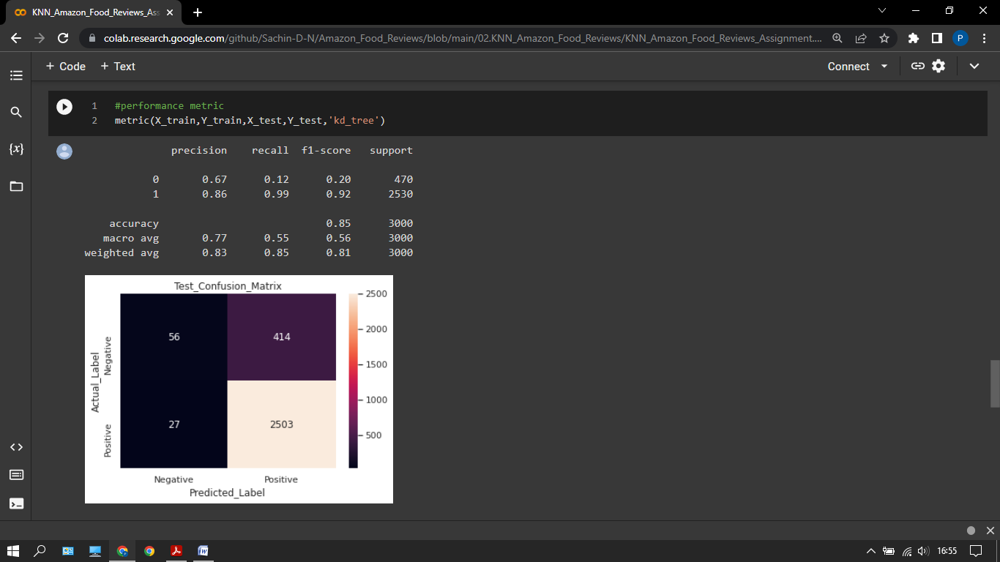 KNN_Amazon_Food_Reviews_Ass
colab.research.google.com/github/Sachin-D-N/Amazon_Food_Reviews/blob/main/02.KNN_Amazon_Food_Reviews/KNN_Amazon_Food_Reviews_Assignment....
P
+ Code + Text Connect
1 #performance metric
2 metric(X_train,Y_train,X_test,Y_test,'kd_tree')
{x}
precision recall f1-score support
0 0.67 0.12 0.20 470
1 0.86 0.99 0.92 2530
accuracy 0.85 3000
macro avg 0.77 0.55 0.56 3000
weighted avg 0.83 0.85 0.81 3000
Test_Confusion_Matrix
2500
2000
1500
1000
500
56 414
27 2503
Actual_Label
Negative
Positive
Negative Positive
Predicted_Label
16:55